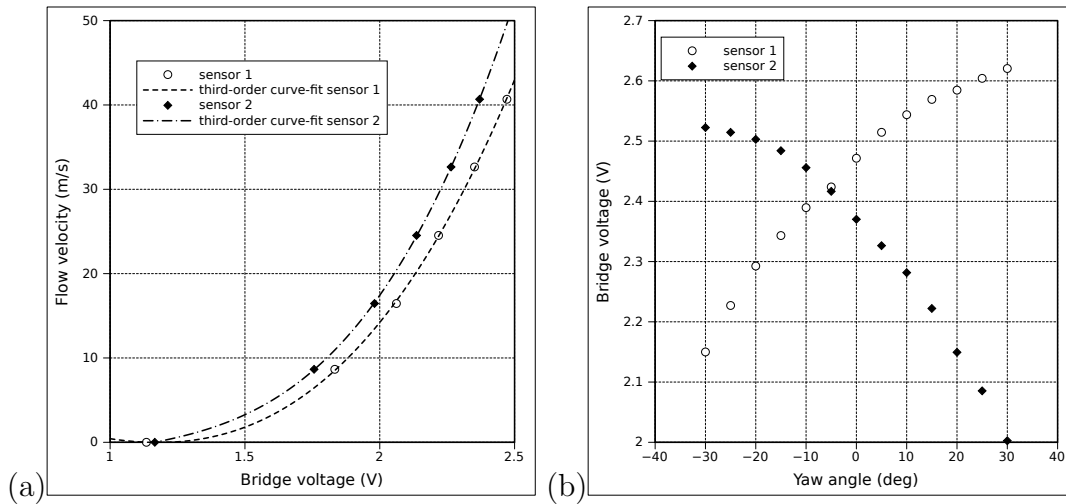 50
40
30
20
10
0
1
1.5
2
2.5
Flow velocity (m/s)
Bridge voltage (V)
sensor 1
third-order curve-fit sensor 1
sensor 2
third-order curve-fit sensor 2
(a)
2.7
2.6
2.5
2.4
2.3
2.2
2.1
2
−40
−30
−20
−10
0
10
20
30
40
Bridge voltage (V)
Yaw angle (deg)
sensor 1
sensor 2
(b)